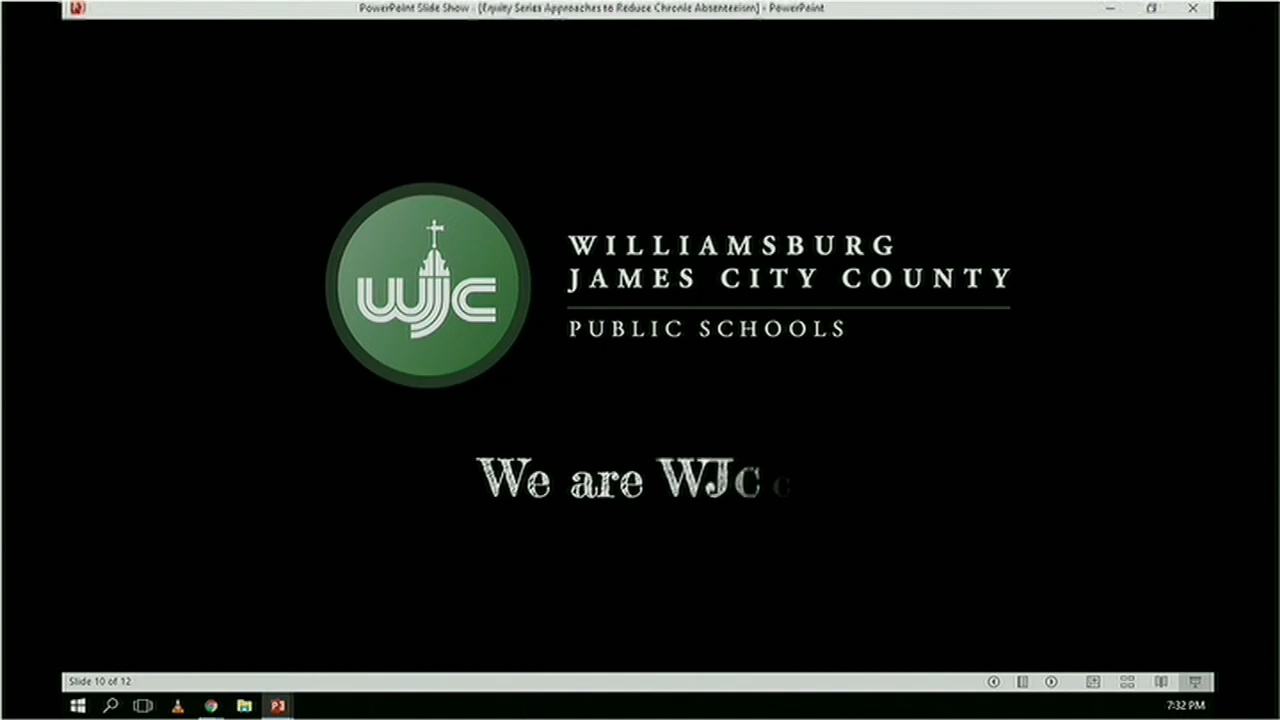 PowerPoint Slide Show - [Equity Series Approaches to Reduce Chronic Absenteeism] - PowerPoint
wjc
WILLIAMSBURG
JAMES CITY COUNTY
PUBLIC SCHOOLS
We are WJC c
Slide 10 of 12
7:32 PM